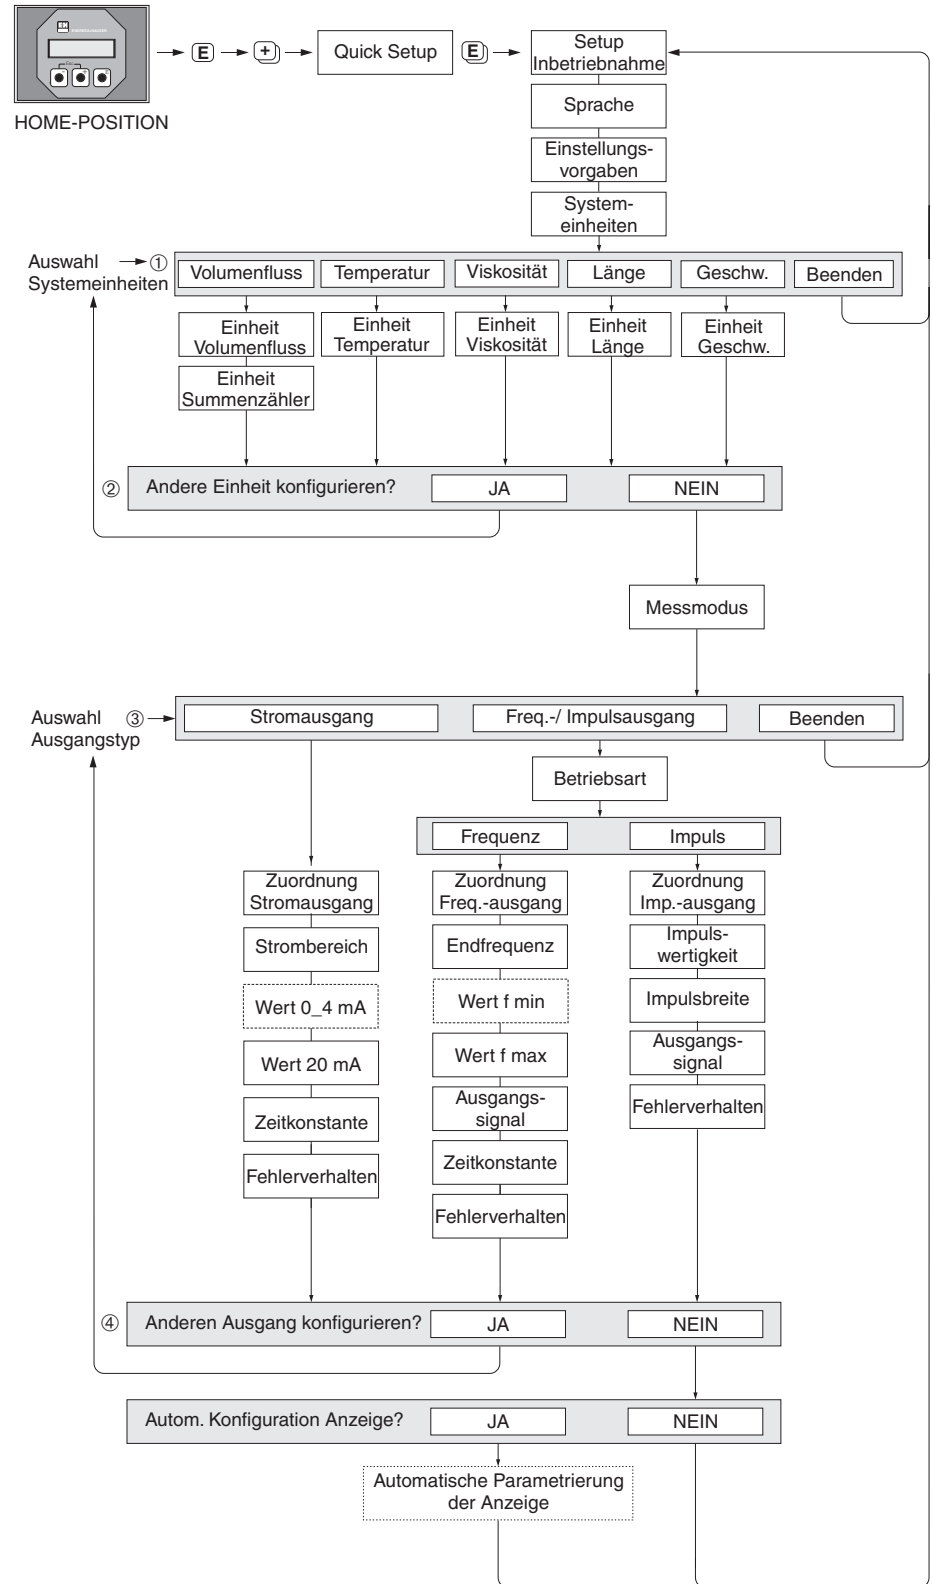 E
+
Quick Setup
E
Setup
Inbetriebnahme
HOME-POSITION
Sprache
Einstellungs-
vorgaben
System-
einheiten
Auswahl ①
Systemeinheiten
Volumenfluss
Temperatur
Viskosität
Länge
Geschw.
Beenden
Einheit
Volumenfluss
Einheit
Temperatur
Einheit
Viskosität
Einheit
Länge
Einheit
Geschw.
Einheit
Summenzähler
② Andere Einheit konfigurieren?
JA
NEIN
Messmodus
Auswahl ③
Ausgangstyp
Stromausgang
Freq.-/ Impulsausgang
Beenden
Betriebsart
Frequenz
Impuls
Zuordnung
Stromausgang
Strombereich
Wert 0_4 mA
Wert 20 mA
Zeitkonstante
Fehlerverhalten
Zuordnung
Freq.-ausgang
Endfrequenz
Wert f min
Wert f max
Ausgangs-
signal
Zeitkonstante
Fehlerverhalten
Zuordnung
Imp.-ausgang
Impuls-
wertigkeit
Impulsbreite
Ausgangs-
signal
Fehlerverhalten
④ Anderen Ausgang konfigurieren?
JA
NEIN
Autom. Konfiguration Anzeige?
JA
NEIN
Automatische Parametrierung
der Anzeige